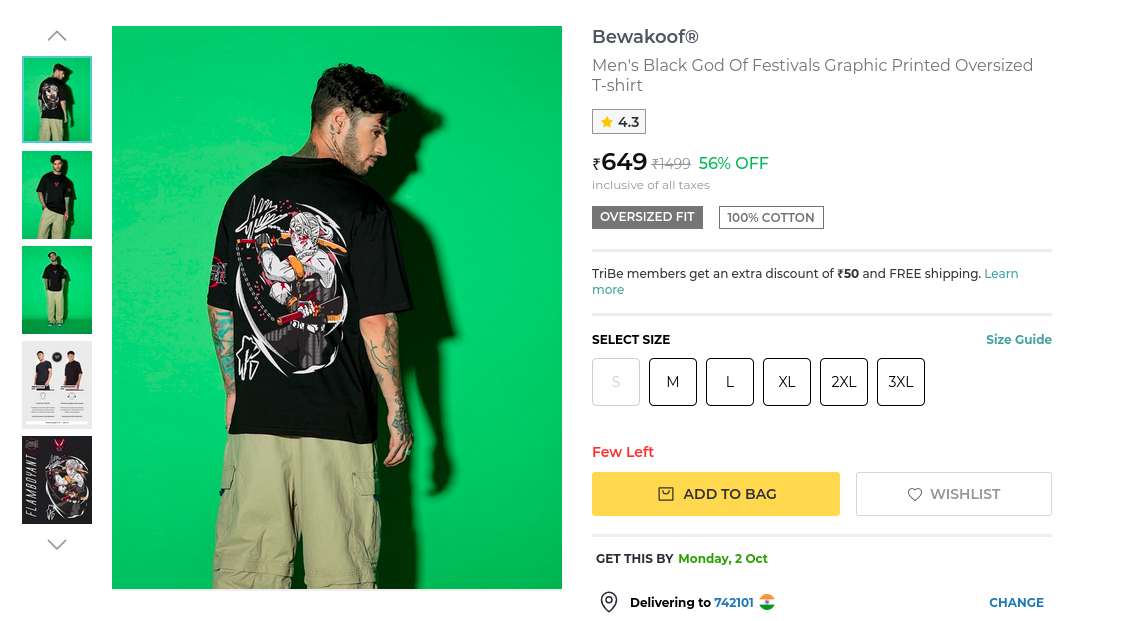 Bewakoof®
Men's Black God Of Festivals Graphic Printed Oversized
T-shirt
4.3
₹649 ₹1499 56% OFF
inclusive of all taxes
OVERSIZED FIT 100% COTTON
TriBe members get an extra discount of ₹50 and FREE shipping. Learn
more
SELECT SIZE Size Guide
S M L XL 2XL 3XL
Few Left
ADD TO BAG WISHLIST
GET THIS BY Monday, 2 Oct
Delivering to 742101 CHANGE
FLAMBOYANT